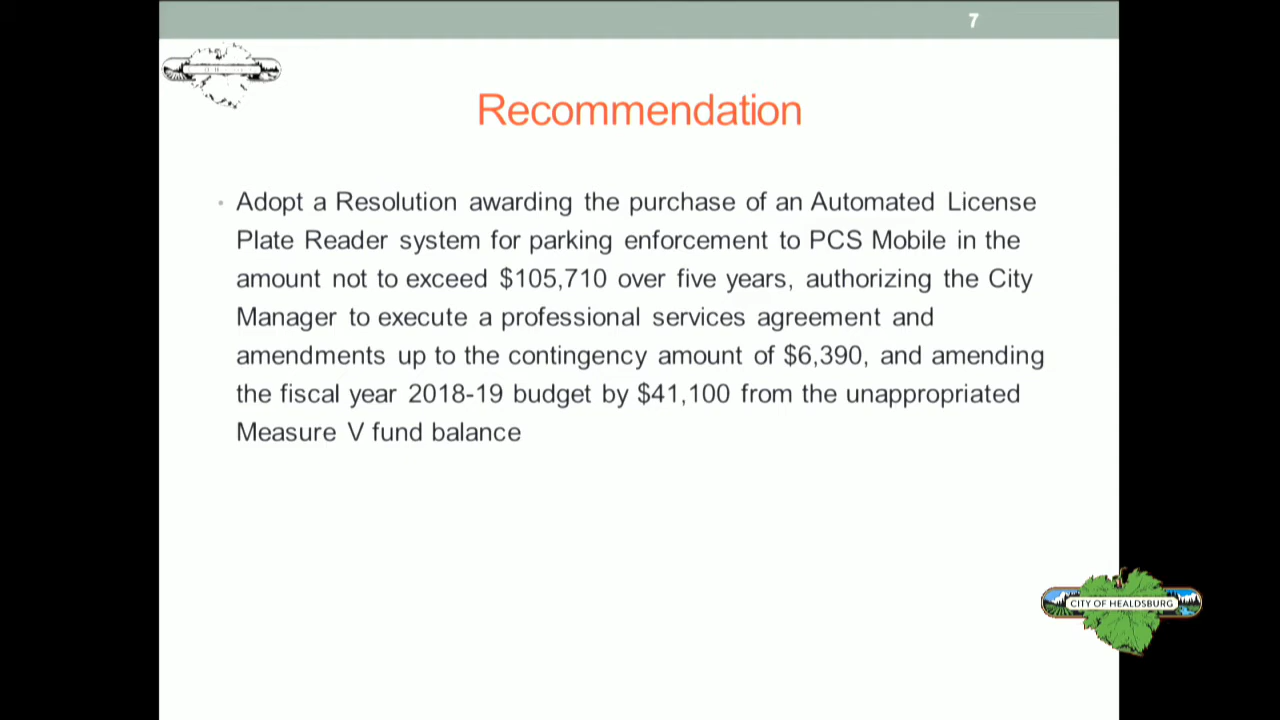 7
Recommendation
• Adopt a Resolution awarding the purchase of an Automated License
Plate Reader system for parking enforcement to PCS Mobile in the
amount not to exceed $105,710 over five years, authorizing the City
Manager to execute a professional services agreement and
amendments up to the contingency amount of $6,390, and amending
the fiscal year 2018-19 budget by $41,100 from the unappropriated
Measure V fund balance
CITY OF HEALDSBURG